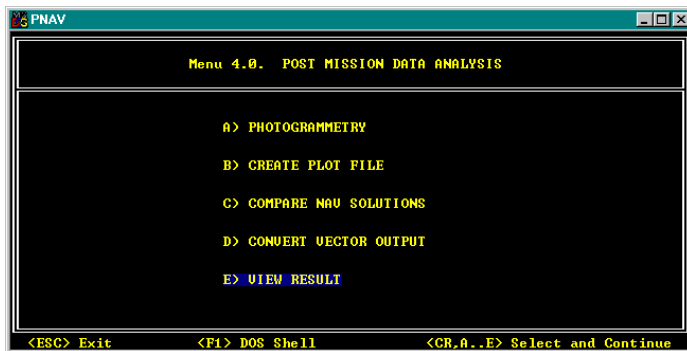 PNAV
Menu 4.0. POST MISSION DATA ANALYSIS
A) PHOTOGRAMMETRY
B) CREATE PLOT FILE
C) COMPARE NAV SOLUTIONS
D) CONVERT VECTOR OUTPUT
E) VIEW RESULT
<ESC> Exit <F1> DOS Shell <CR,A..E> Select and Continue